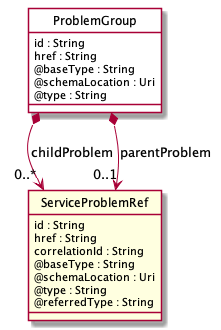 ProblemGroup
id : String
href : String
@baseType : String
@schemaLocation : Uri
@type : String
childProblem
parentProblem
0..*
0..1
ServiceProblemRef
id : String
href : String
correlationId : String
@baseType : String
@schemaLocation : Uri
@type : String
@referredType : String